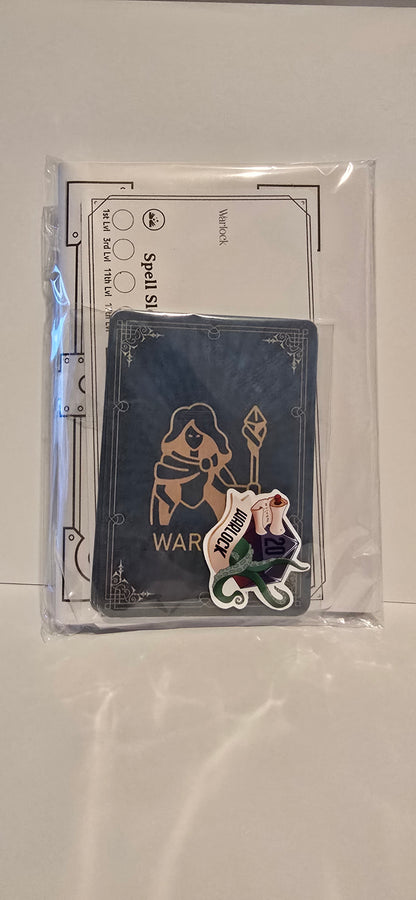 Warlock
Spell Sl
1st Lvl
3rd Lvl
11th Lvl
WAR
WARLOCK
20